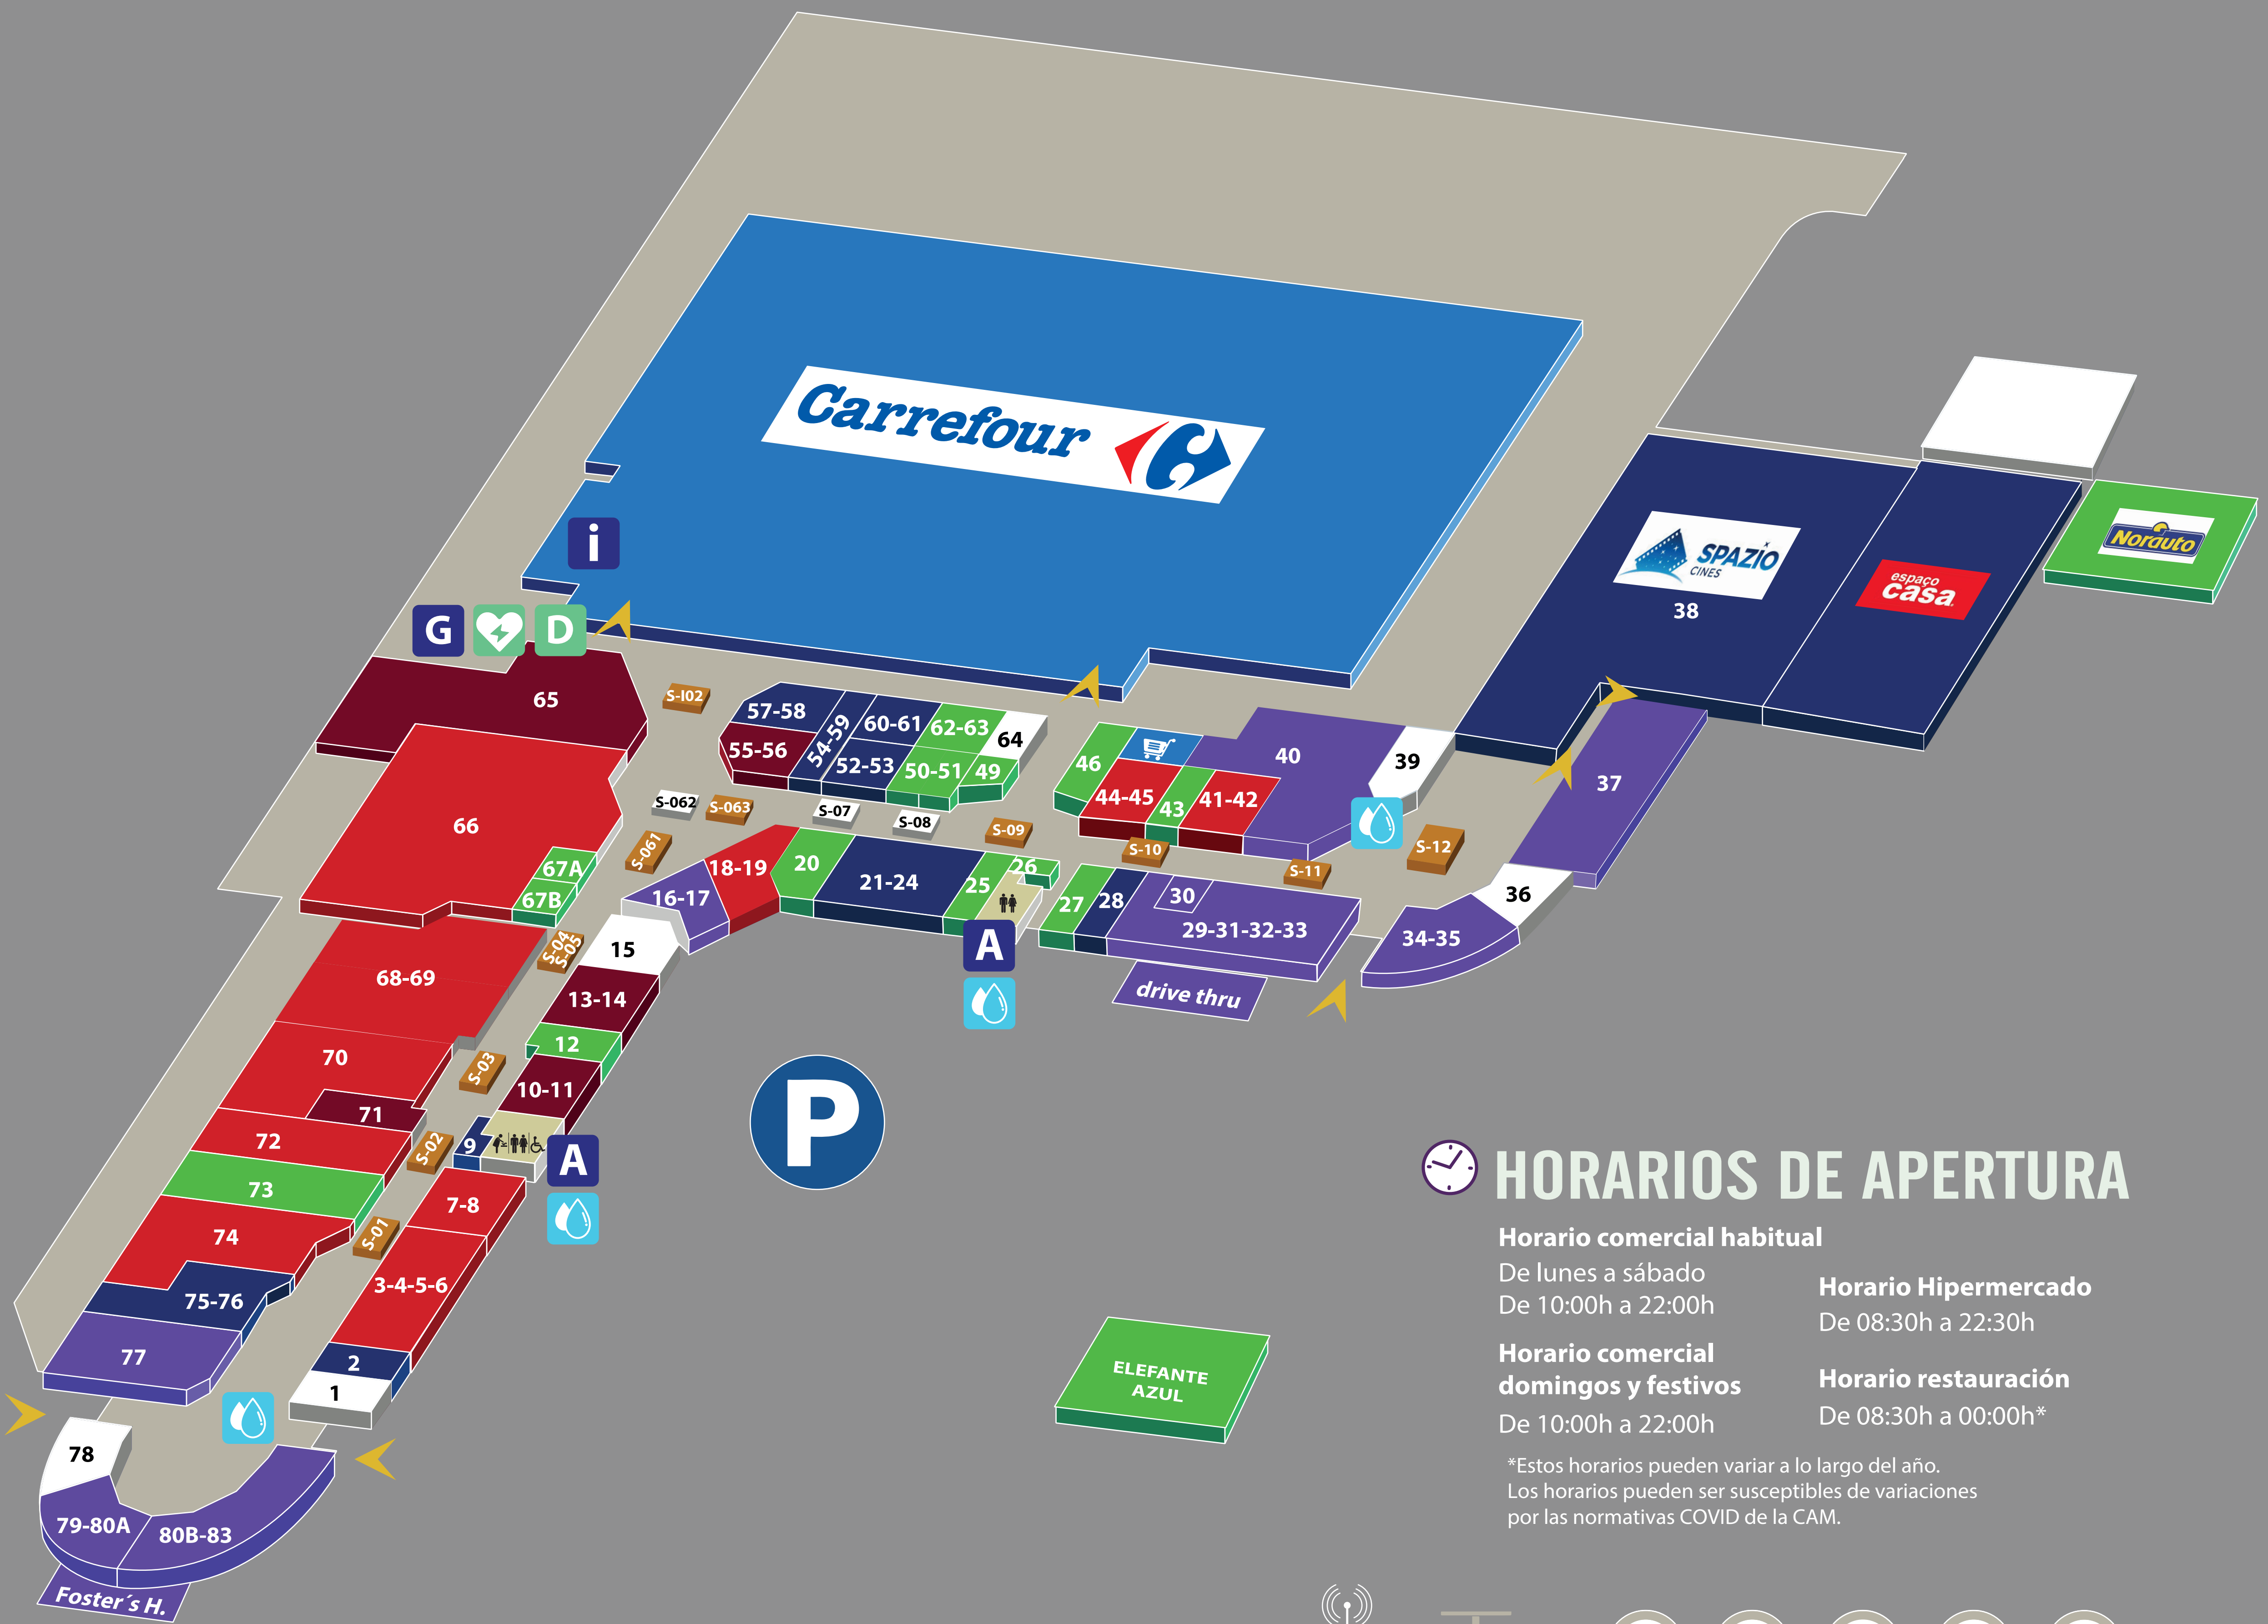 Carrefour
Norauto
SPAZIO
CINES
espaço
casa
38
i
G
D
65
S-I02
57-58
54-59
60-61
62-63
64
55-56
52-53
50-51
49
46
40
39
37
44-45
43
41-42
66
S-062
S-063
S-07
S-08
S-09
S-10
S-11
S-12
S-061
67A
67B
18-19
16-17
20
21-24
25
26
27
28
30
29-31-32-33
36
34-35
A
drive thru
15
S-04
S-05
68-69
13-14
12
70
S-03
10-11
71
72
S-02
9
A
P
73
7-8
74
S-01
3-4-5-6
75-76
77
2
1
78
79-80A
80B-83
Foster´s H.
ELEFANTE
AZUL
HORARIOS DE APERTURA
Horario comercial habitual
De lunes a sábado
De 10:00h a 22:00h
Horario comercial
domingos y festivos
De 10:00h a 22:00h
Horario Hipermercado
De 08:30h a 22:30h
Horario restauración
De 08:30h a 00:00h*
*Estos horarios pueden variar a lo largo del año.
Los horarios pueden ser susceptibles de variaciones
por las normativas COVID de la CAM.